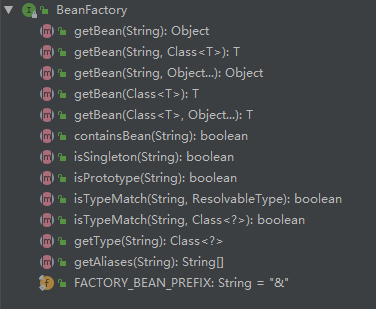 BeanFactory
getBean(String): Object
getBean(String, Class<T>): T
getBean(String, Object...): Object
getBean(Class<T>): T
getBean(Class<T>, Object...): T
containsBean(String): boolean
isSingleton(String): boolean
isPrototype(String): boolean
isTypeMatch(String, ResolvableType): boolean
isTypeMatch(String, Class<?>): boolean
getType(String): Class<?>
getAliases(String): String[]
FACTORY_BEAN_PREFIX: String = "&"